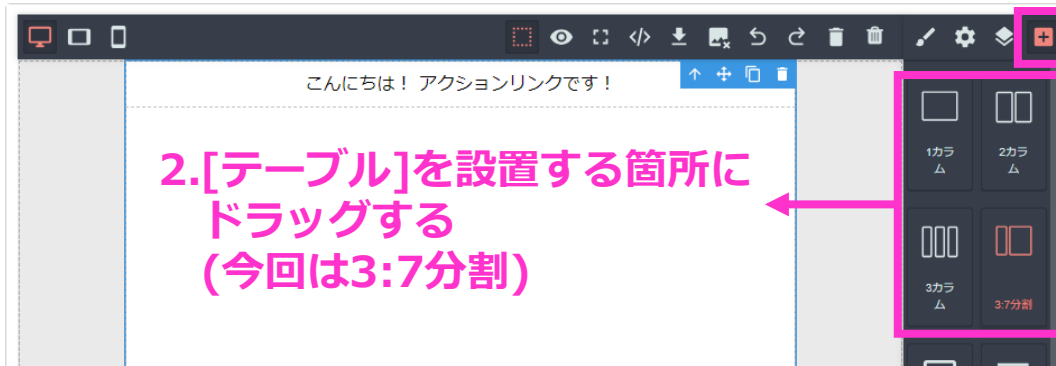 こんにちは！ アクションリンクです！
2.[テーブル]を設置する箇所に
ドラッグする
(今回は3:7分割)
1カラ
ム
2カラ
ム
3カラ
ム
3:7分割